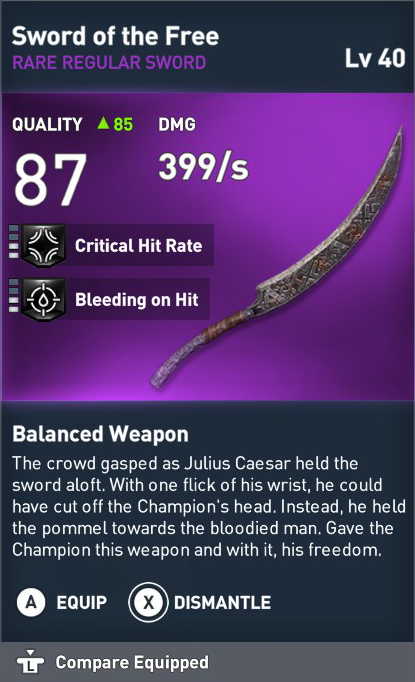 Sword of the Free
RARE REGULAR SWORD
Lv 40
QUALITY ▲85 DMG
87 399/s
Critical Hit Rate
Bleeding on Hit
Balanced Weapon
The crowd gasped as Julius Caesar held the
sword aloft. With one flick of his wrist, he could
have cut off the Champion's head. Instead, he held
the pommel towards the bloodied man. Gave the
Champion this weapon and with it, his freedom.
A EQUIP X DISMANTLE
L Compare Equipped